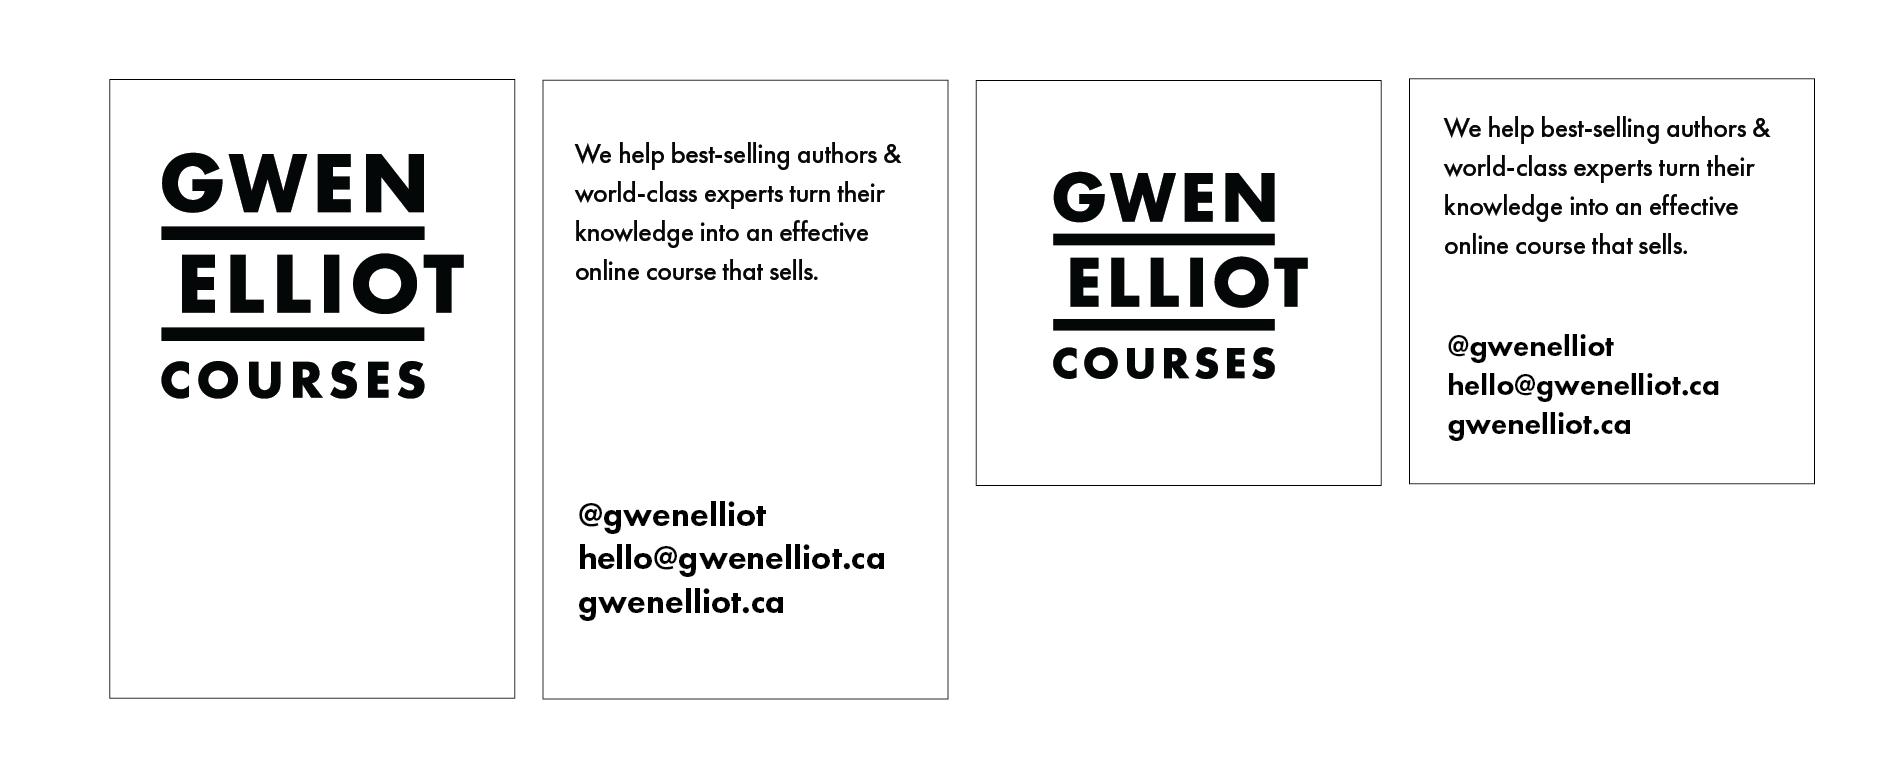 GWEN
ELLIOT
COURSES
We help best-selling authors &
world-class experts turn their
knowledge into an effective
online course that sells.
@gwenelliot
hello@gwenelliot.ca
gwenelliot.ca
GWEN
ELLIOT
COURSES
We help best-selling authors &
world-class experts turn their
knowledge into an effective
online course that sells.
@gwenelliot
hello@gwenelliot.ca
gwenelliot.ca